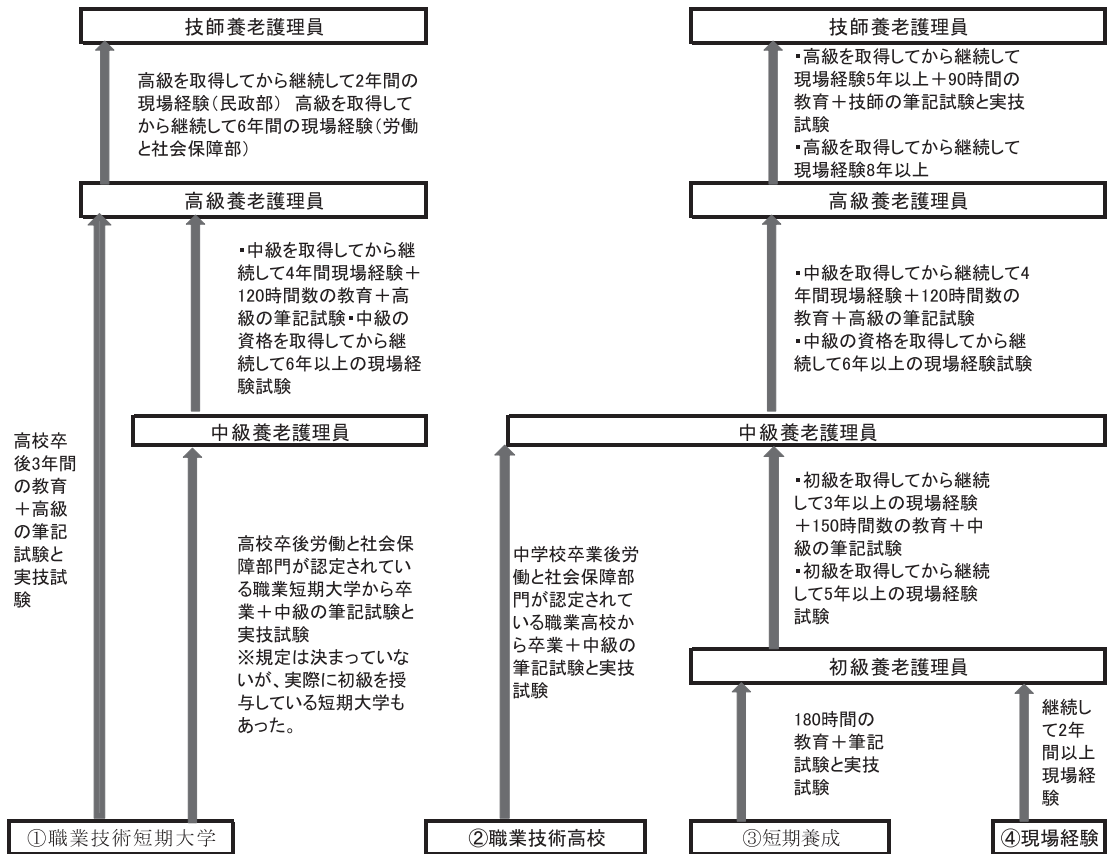 技師養老護理員
高級を取得してから継続して2年間の
現場経験(民政部) 高級を取得して
から継続して6年間の現場経験(労働
と社会保障部)
高級養老護理員
・中級を取得してから継
続して4年間現場経験+
120時間数の教育+高
級の筆記試験・中級の
資格を取得してから継
続して6年以上の現場経
験試験
中級養老護理員
高校卒
後3年間
の教育
+高級
の筆記
試験と
実技試
験
高校卒後労働と社会保
障部門が認定されてい
る職業短期大学から卒
業+中級の筆記試験と
実技試験
※規定は決まっていな
いが、実際に初級を授
与している短期大学も
あった。
①職業技術短期大学
技師養老護理員
・高級を取得してから継続して
現場経験5年以上+90時間の
教育+技師の筆記試験と実技
試験
・高級を取得してから継続して
現場経験8年以上
高級養老護理員
・中級を取得してから継続して4
年間現場経験+120時間数の
教育+高級の筆記試験
・中級の資格を取得してから継
続して6年以上の現場経験試験
中級養老護理員
中学校卒業後労
働と社会保障部
門が認定されて
いる職業高校か
ら卒業+中級の
筆記試験と実技
試験
・初級を取得してから継続
して3年以上の現場経験
+150時間数の教育+中
級の筆記試験
・初級を取得してから継続
して5年以上の現場経験
試験
初級養老護理員
180時間の
教育+筆記
試験と実技
試験
継続し
て2年
間以上
現場経
験
②職業技術高校
③短期養成
④現場経験